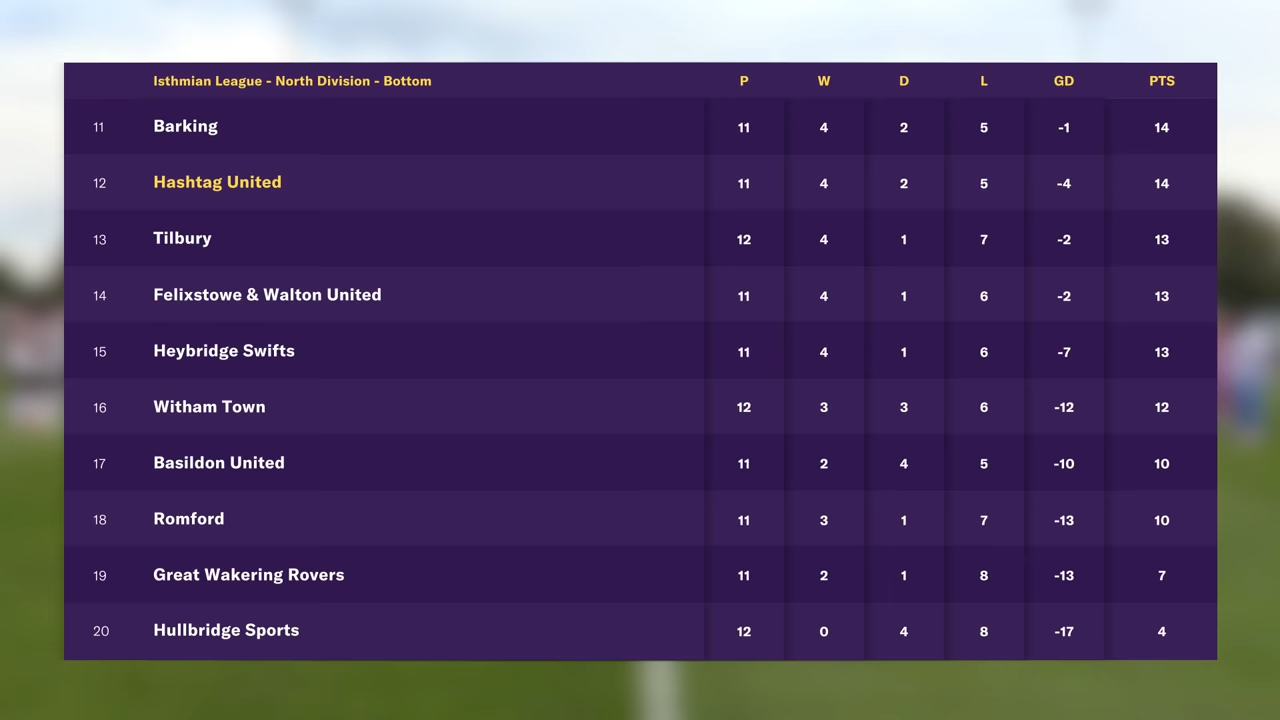 Isthmian League - North Division - Bottom P W D L GD PTS
11 Barking 11 4 2 5 -1 14
12 Hashtag United 11 4 2 5 -4 14
13 Tilbury 12 4 1 7 -2 13
14 Felixstowe & Walton United 11 4 1 6 -2 13
15 Heybridge Swifts 11 4 1 6 -7 13
16 Witham Town 12 3 3 6 -12 12
17 Basildon United 11 2 4 5 -10 10
18 Romford 11 3 1 7 -13 10
19 Great Wakering Rovers 11 2 1 8 -13 7
20 Hullbridge Sports 12 0 4 8 -17 4